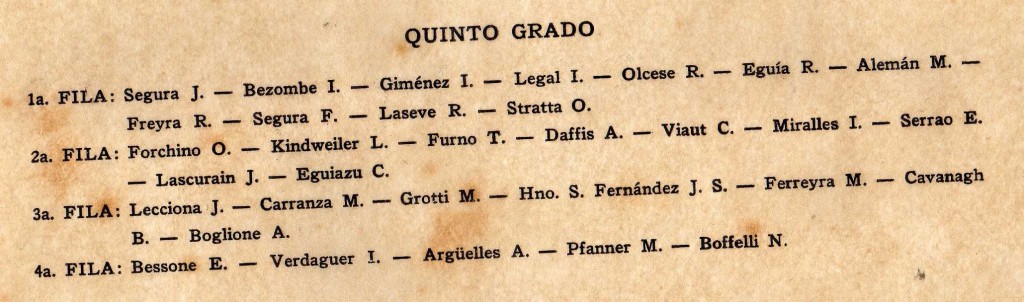 QUINTO GRADO
1a. FILA: Segura J. — Bezombe I. — Giménez I. — Legal I. — Olcese R. — Eguía R. — Alemán M. —
Freyra R. — Segura F. — Laseve R. — Stratta O.
2a. FILA: Forchino O. — Kindweiler L. — Furno T. — Daffis A. — Viaut C. — Miralles I. — Serrao E.
— Lascurain J. — Eguiazu C.
3a. FILA: Lecciona J. — Carranza M. — Grotti M. — Hno. S. Fernández J. S. — Ferreyra M. — Cavanagh
B. — Boglione A.
4a. FILA: Bessone E. — Verdaguer I. — Argüelles A. — Pfanner M. — Boffelli N.